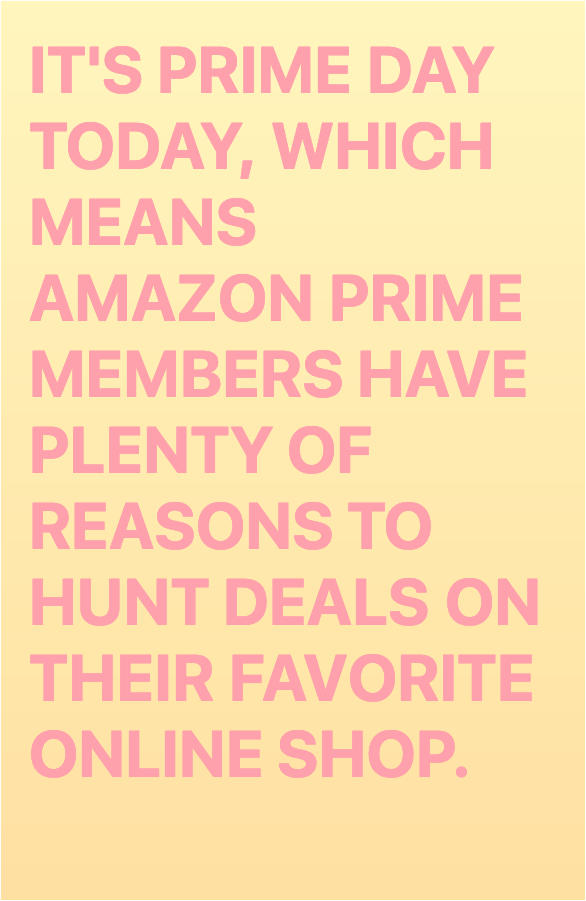 IT'S PRIME DAY
TODAY, WHICH
MEANS
AMAZON PRIME
MEMBERS HAVE
PLENTY OF
REASONS TO
HUNT DEALS ON
THEIR FAVORITE
ONLINE SHOP.